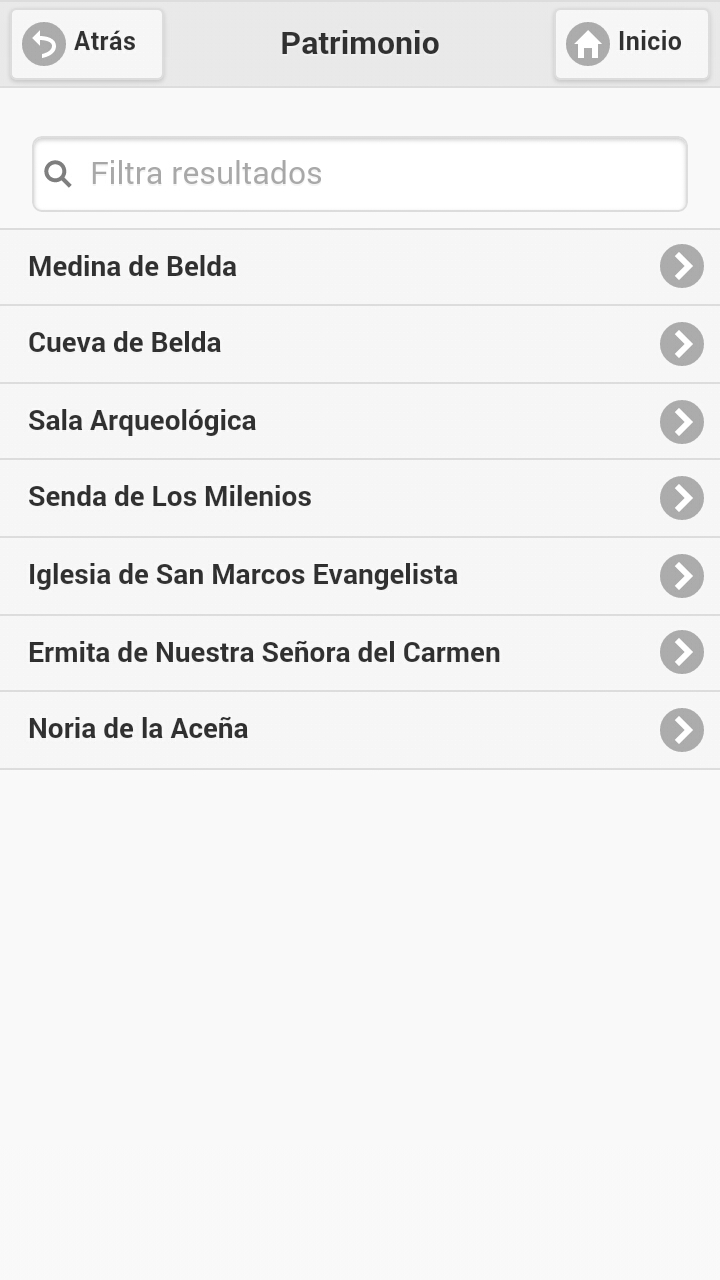 Atrás
Patrimonio
Inicio
Filtra resultados
Medina de Belda
Cueva de Belda
Sala Arqueológica
Senda de Los Milenios
Iglesia de San Marcos Evangelista
Ermita de Nuestra Señora del Carmen
Noria de la Aceña